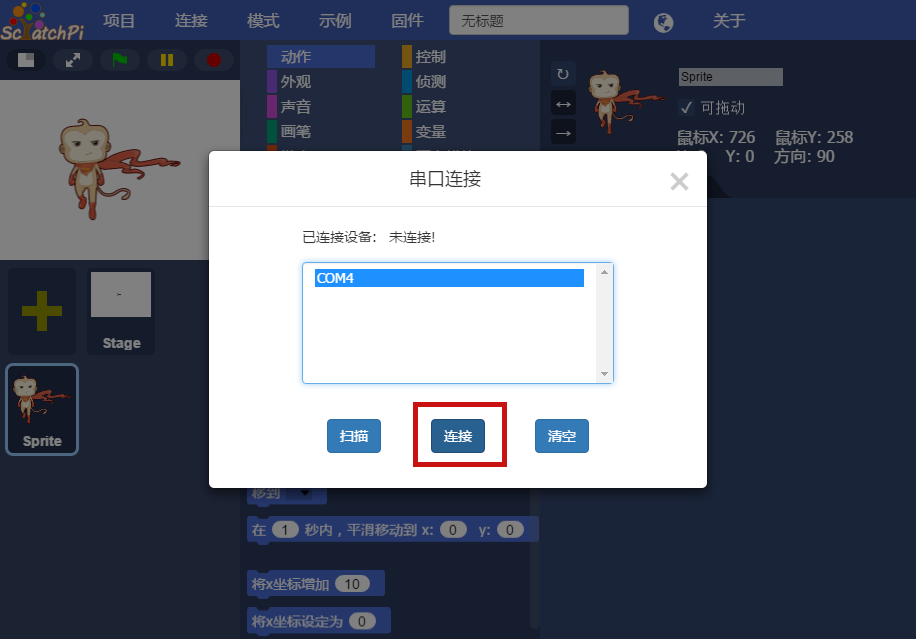 ScratchPi 项目 连接 模式 示例 固件 无标题 关于
动作 控制
外观 侦测
声音 运算
画笔 变量
Sprite
✓ 可拖动
鼠标X: 726 鼠标Y: 258
Y: 0 方向: 90
串口连接
×
已连接设备： 未连接!
COM4
扫描 连接 清空
-
Stage
Sprite
移到
在 1 秒内，平滑移动到 x: 0 y: 0
将x坐标增加 10
将x坐标设定为 0